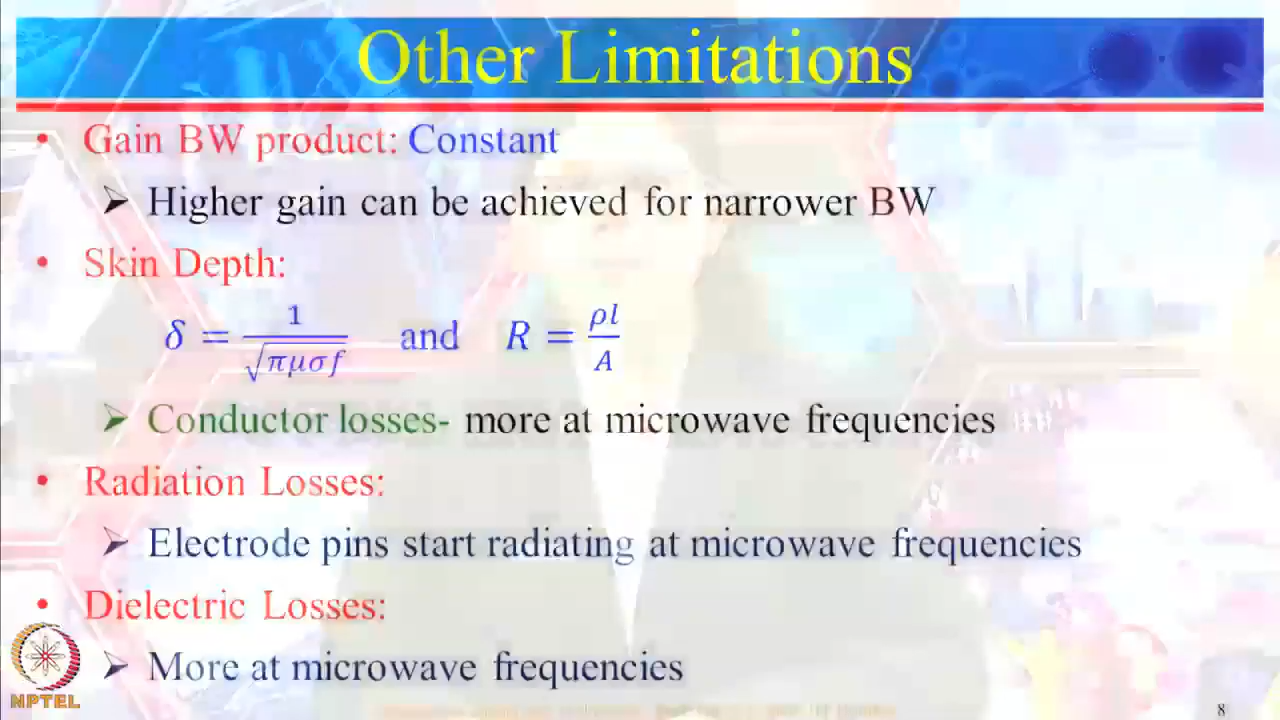 Other Limitations
• Gain BW product: Constant
➢ Higher gain can be achieved for narrower BW
• Skin Depth:
δ = 1/√πμσf and R = ρl/A
➢ Conductor losses- more at microwave frequencies
• Radiation Losses:
➢ Electrode pins start radiating at microwave frequencies
• Dielectric Losses:
➢ More at microwave frequencies
NPTEL
8